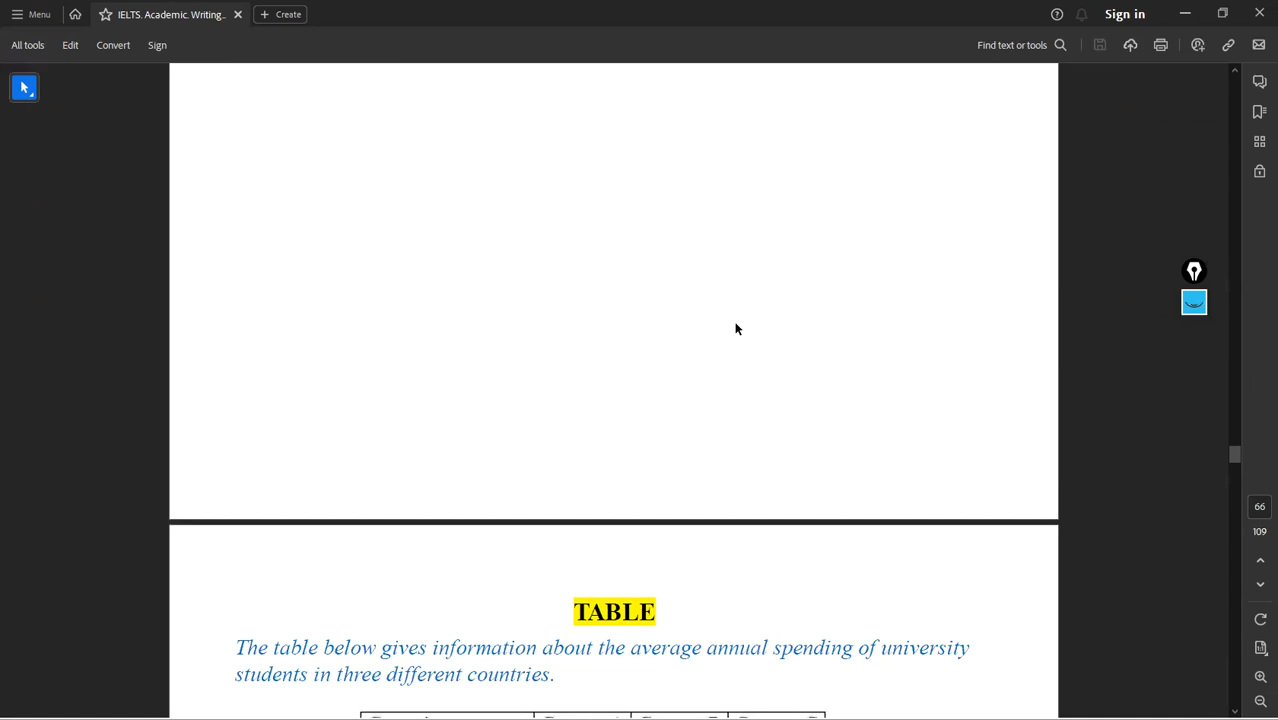 Menu
IELTS. Academic. Writing..
Create
Sign in
All tools
Edit
Convert
Sign
Find text or tools
66
109
TABLE
The table below gives information about the average annual spending of university
students in three different countries.